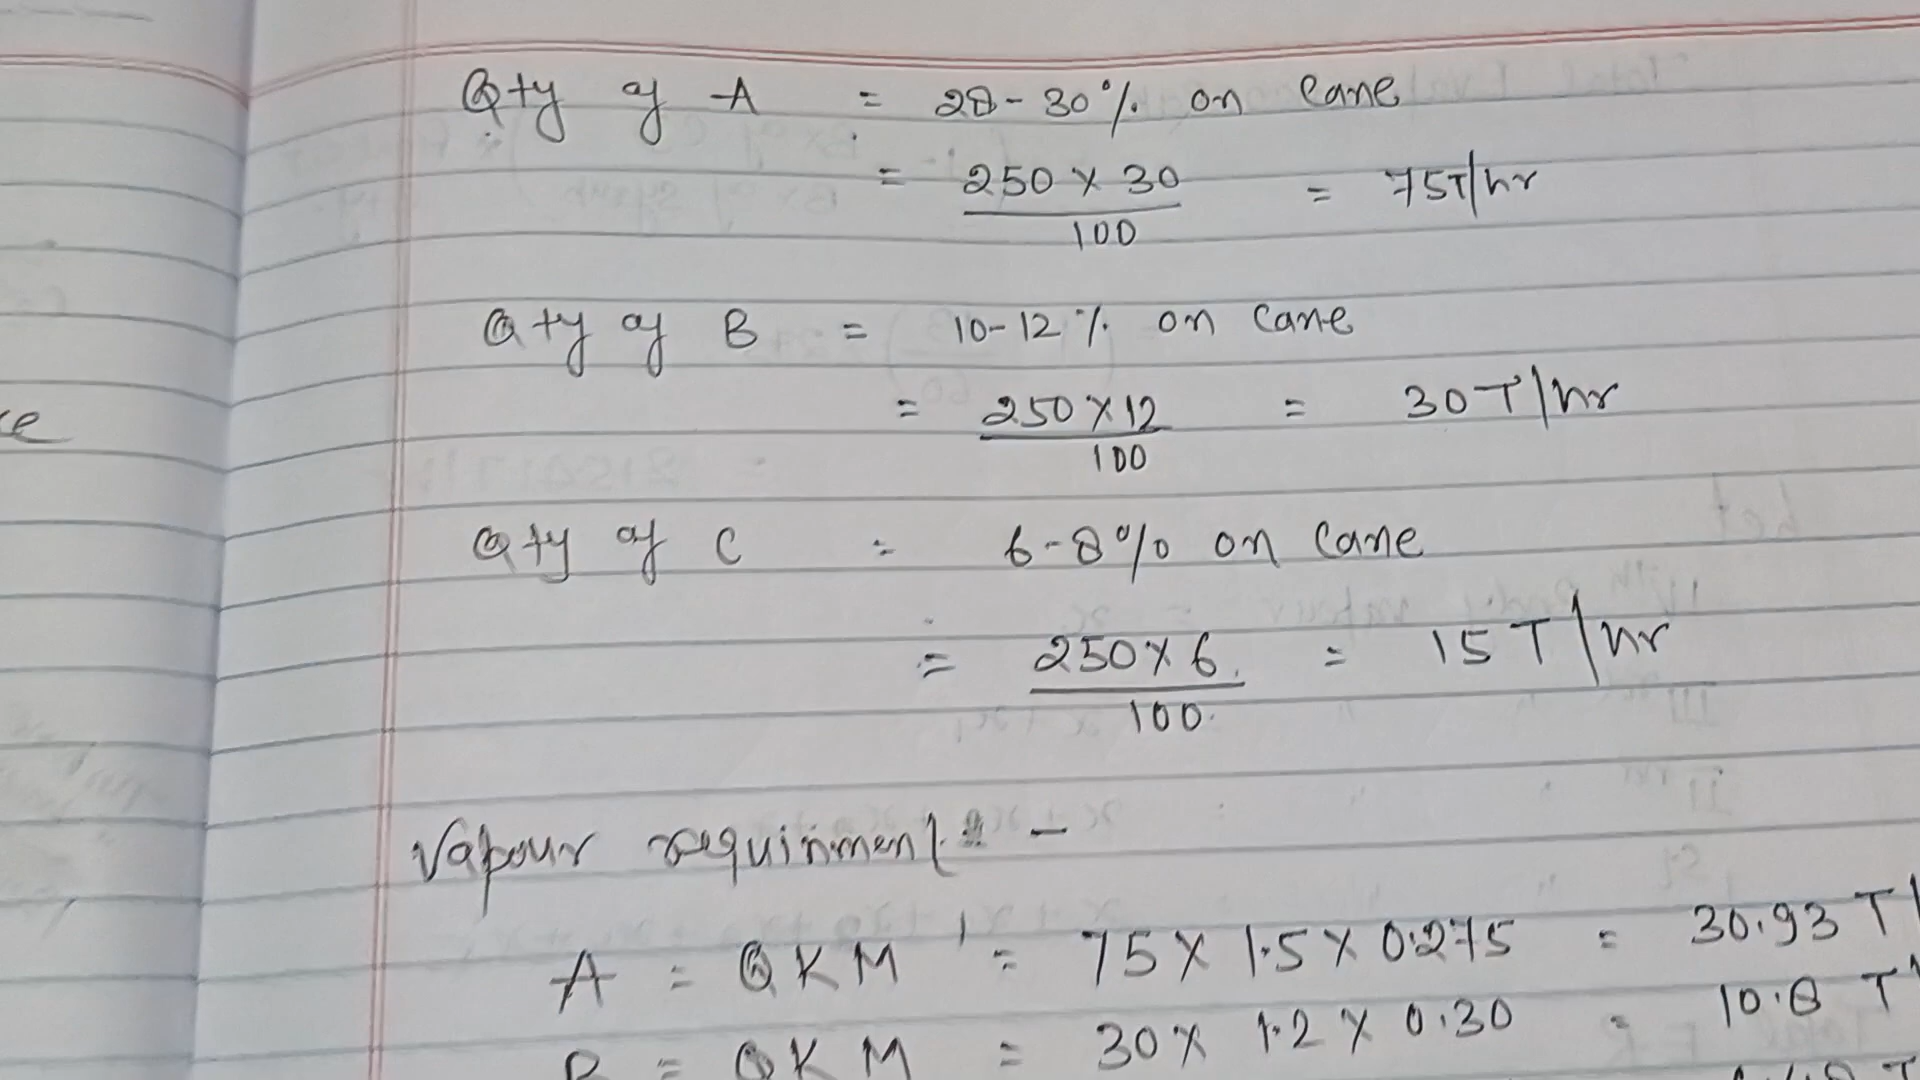 Qty of A = 28-30% on cane
= 250 X 30 / 100 = 75T/hr
Qty of B = 10-12% on cane
= 250 X 12 / 100 = 30T/hr
Qty of C = 6-8% on cane
= 250 X 6 / 100 = 15T/hr
Vapour requirment -
A = QKM = 75 X 1.5 X 0.275 = 30.93 T/
B = QKM = 30 X 1.2 X 0.30 = 10.8 T